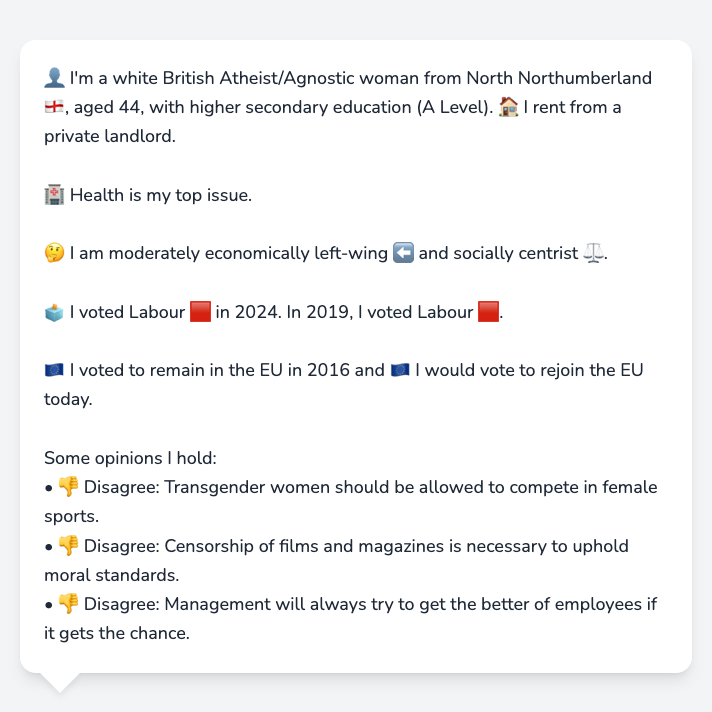 👤 I'm a white British Atheist/Agnostic woman from North Northumberland
🏴󠁧󠁢󠁥󠁮󠁧󠁿, aged 44, with higher secondary education (A Level). 🏠 I rent from a
private landlord.
🏥 Health is my top issue.
🤔 I am moderately economically left-wing ⬅️ and socially centrist ⚖️.
🗳️ I voted Labour 🟥 in 2024. In 2019, I voted Labour 🟥.
🇪🇺 I voted to remain in the EU in 2016 and 🇪🇺 I would vote to rejoin the EU
today.
Some opinions I hold:
• 👎 Disagree: Transgender women should be allowed to compete in female
sports.
• 👎 Disagree: Censorship of films and magazines is necessary to uphold
moral standards.
• 👎 Disagree: Management will always try to get the better of employees if
it gets the chance.